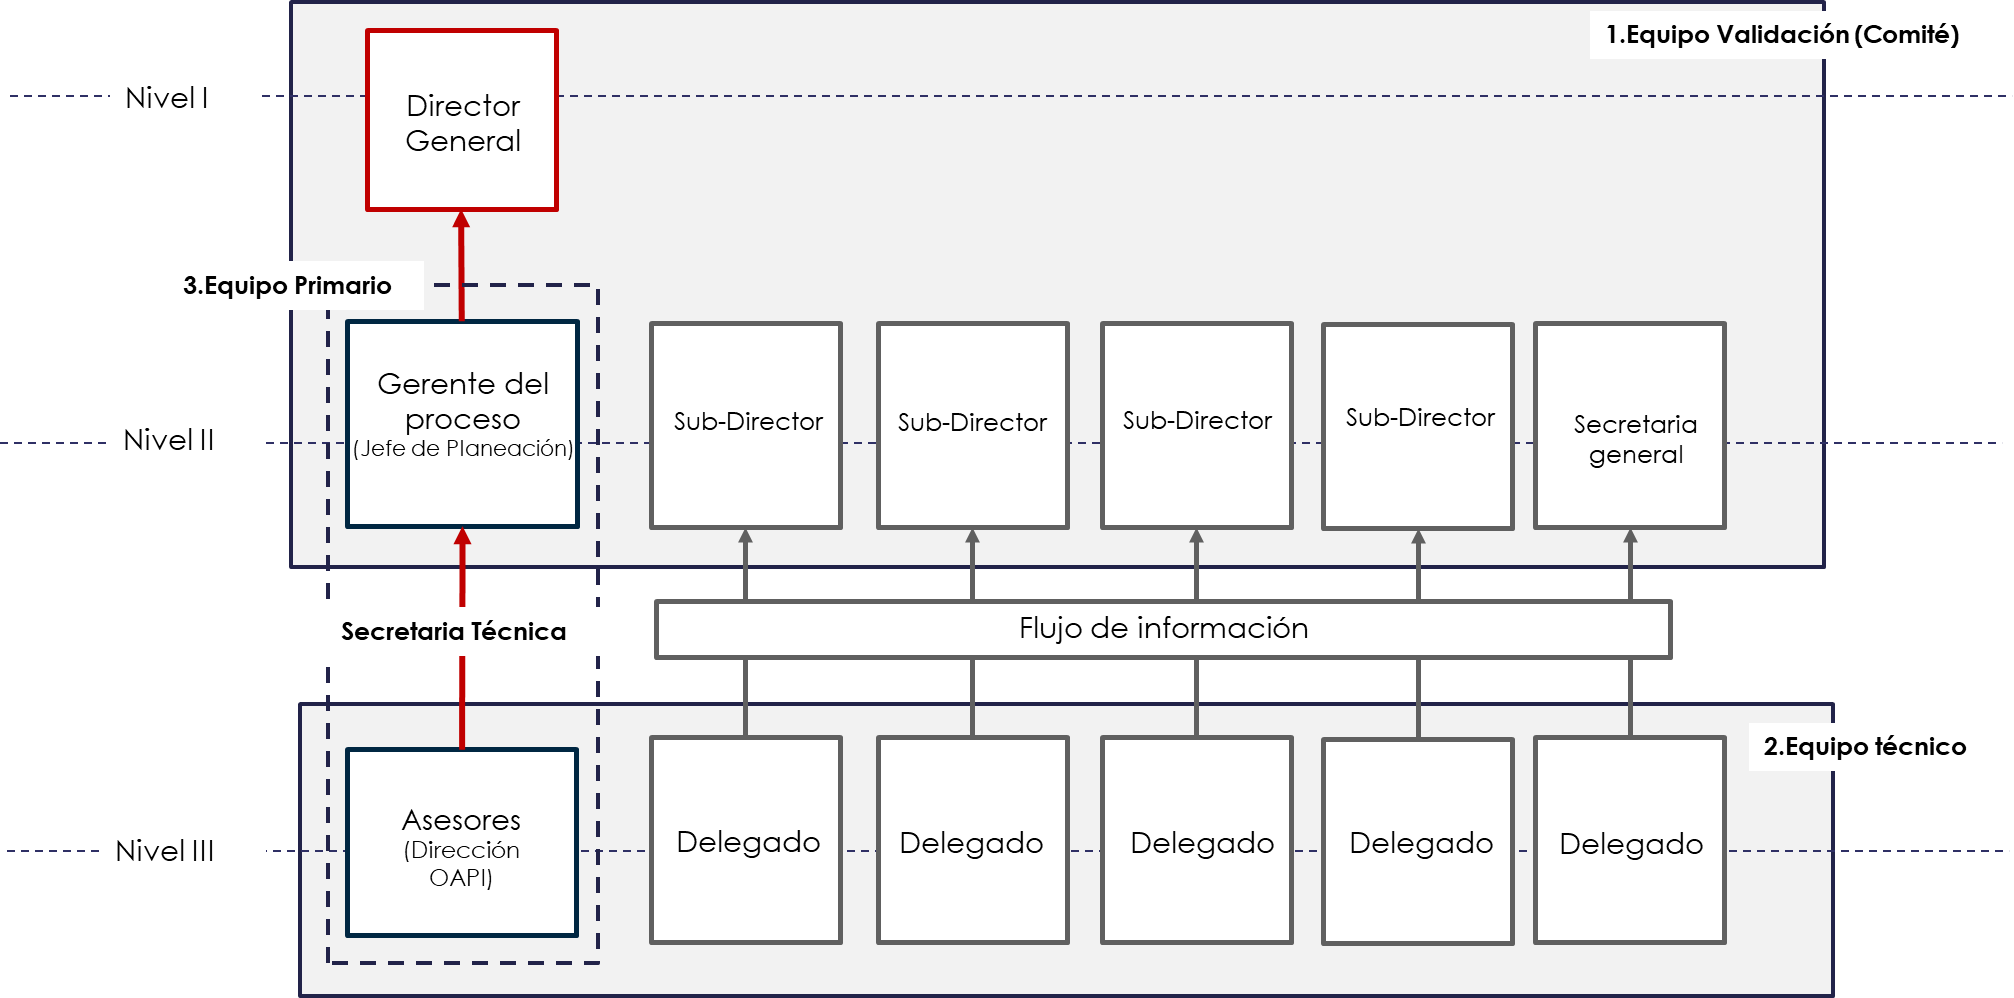 1.Equipo Validación (Comité)
Nivel I
Director
General
3.Equipo Primario
Nivel II
Gerente del
proceso
(Jefe de Planeación)
Sub-Director
Sub-Director
Sub-Director
Sub-Director
Secretaria
general
Secretaria Técnica
Flujo de información
2.Equipo técnico
Nivel III
Asesores
(Dirección
OAPI)
Delegado
Delegado
Delegado
Delegado
Delegado